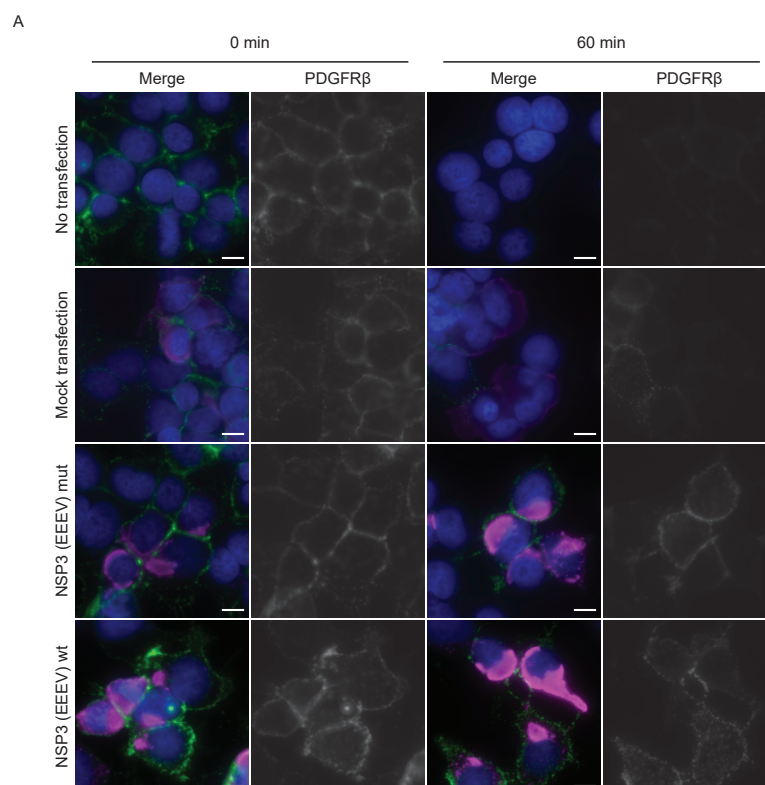 A
0 min
60 min
Merge
PDGFRβ
Merge
PDGFRβ
No transfection
Mock transfection
NSP3 (EEEV) mut
NSP3 (EEEV) wt